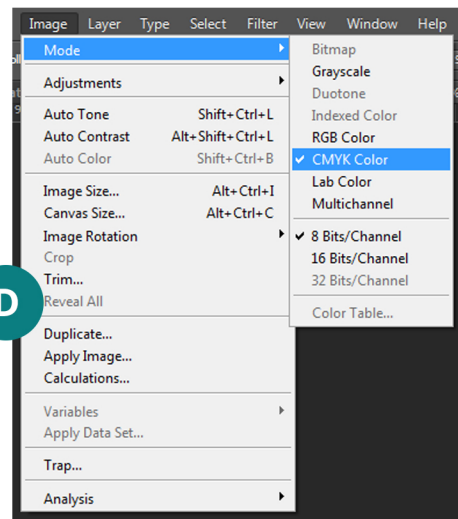 Image Layer Type Select Filter View Window Help
Mode
Adjustments
Auto Tone Shift+Ctrl+L
Auto Contrast Alt+Shift+Ctrl+L
Auto Color Shift+Ctrl+B
Image Size... Alt+Ctrl+I
Canvas Size... Alt+Ctrl+C
Image Rotation
Crop
Trim...
Reveal All
Duplicate...
Apply Image...
Calculations...
Variables
Apply Data Set...
Trap...
Analysis
Bitmap
Grayscale
Duotone
Indexed Color
RGB Color
CMYK Color
Lab Color
Multichannel
8 Bits/Channel
16 Bits/Channel
32 Bits/Channel
Color Table...
D